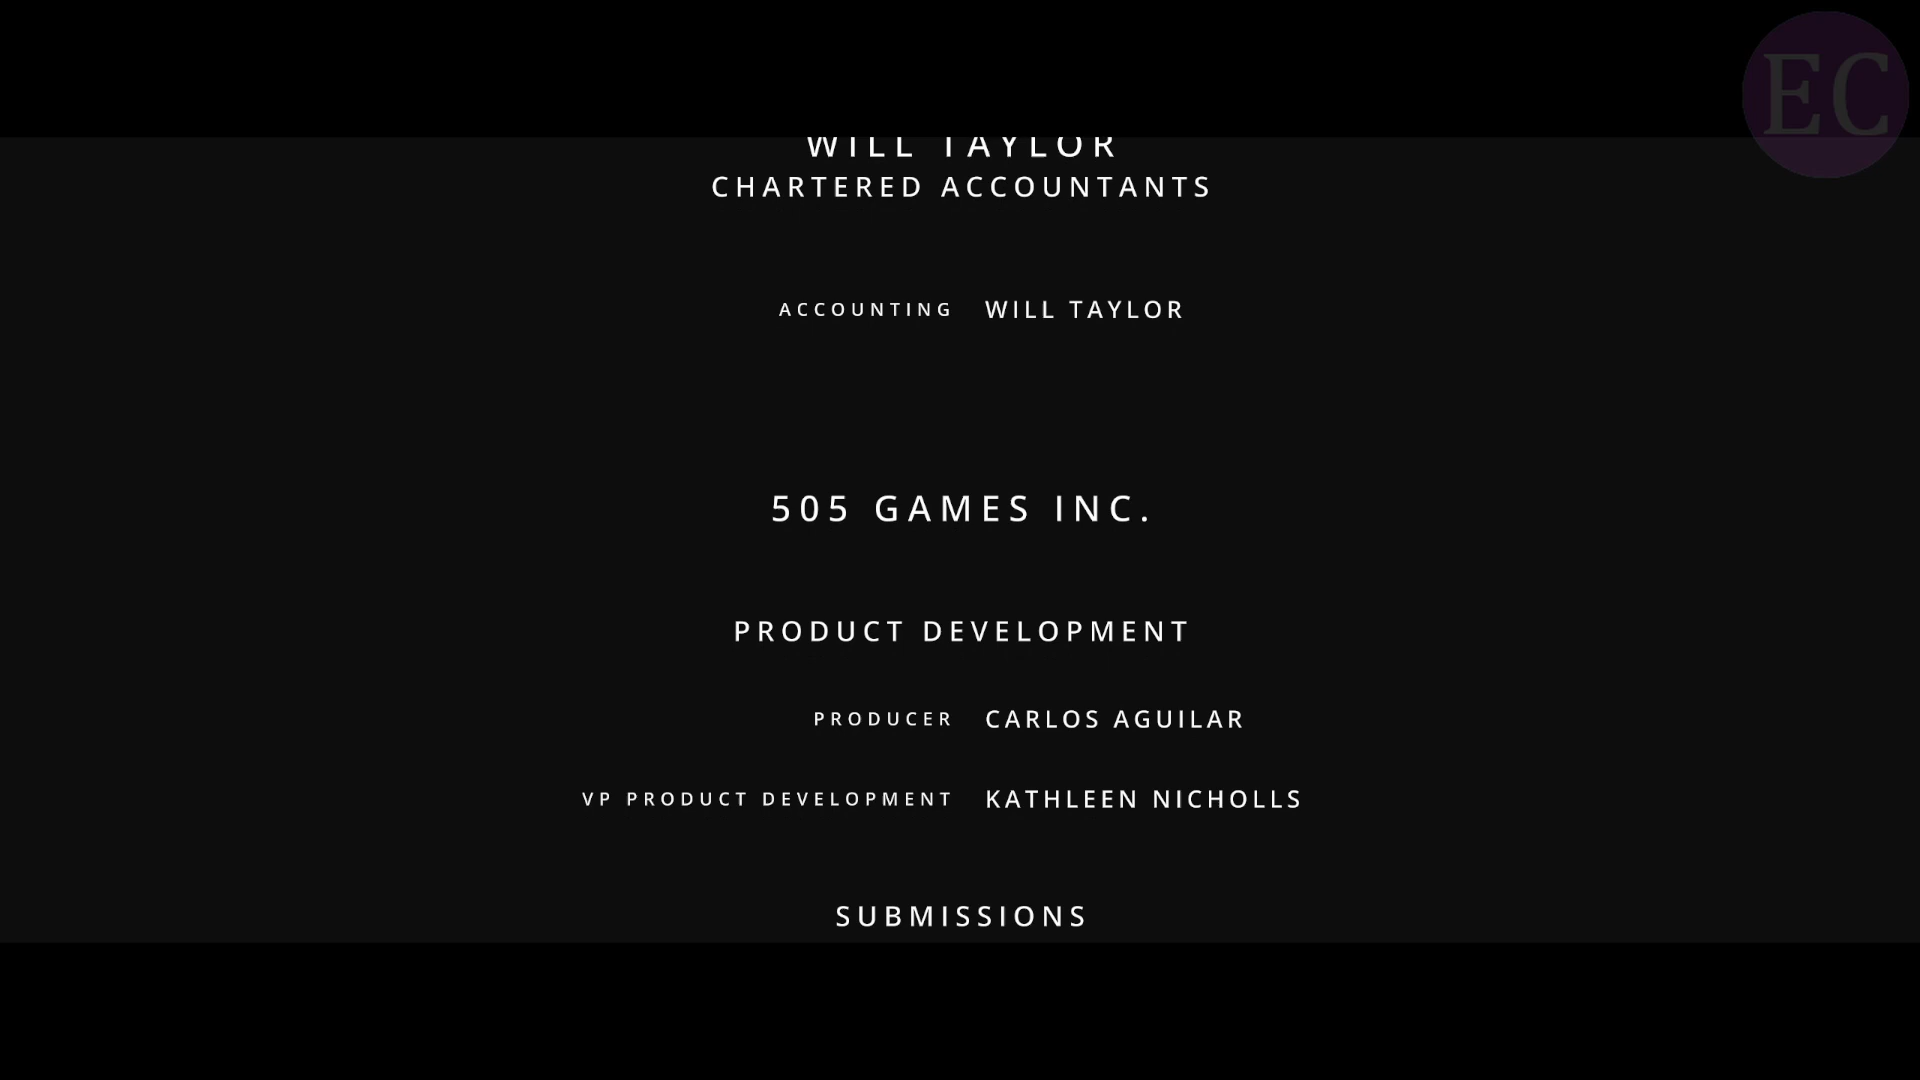 EC
WILL TAYLOR
CHARTERED ACCOUNTANTS
ACCOUNTING WILL TAYLOR
505 GAMES INC.
PRODUCT DEVELOPMENT
PRODUCER CARLOS AGUILAR
VP PRODUCT DEVELOPMENT KATHLEEN NICHOLLS
SUBMISSIONS